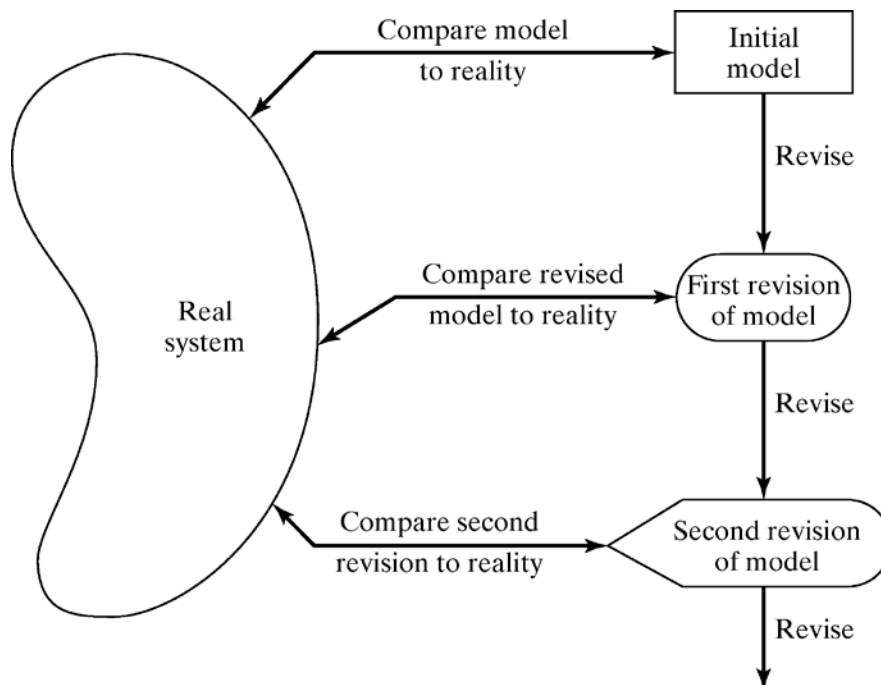 Compare model
to reality
Initial
model
Revise
Real
system
Compare revised
model to reality
First revision
of model
Revise
Compare second
revision to reality
Second revision
of model
Revise